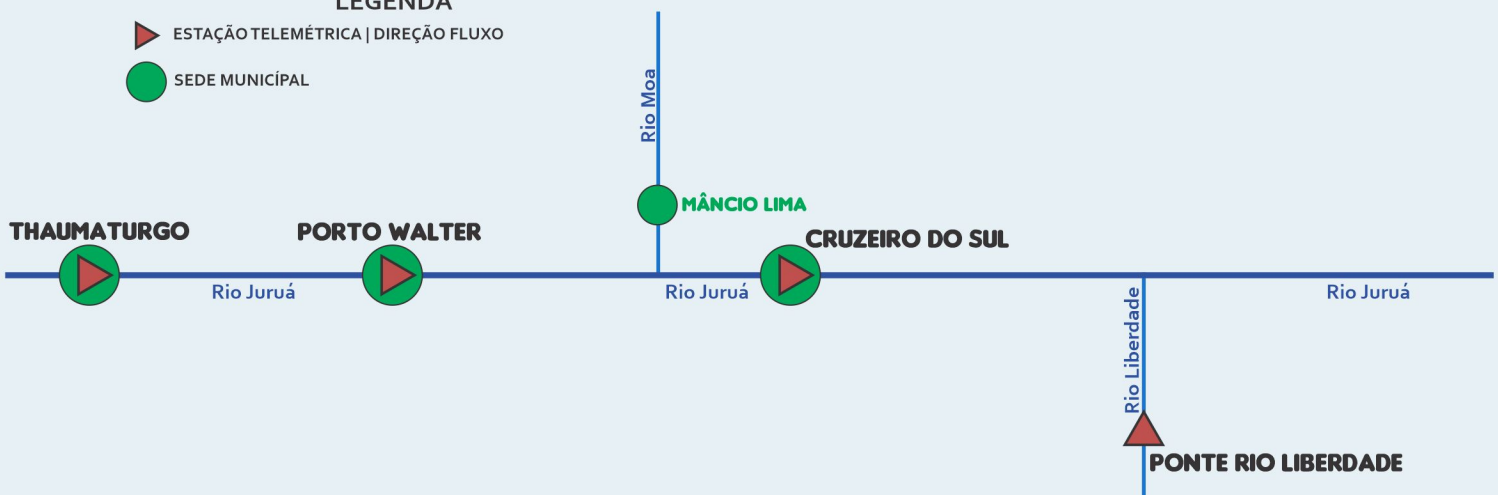 LEGENDA
ESTAÇÃO TELEMÉTRICA | DIREÇÃO FLUXO
SEDE MUNICÍPAL
Rio Moa
MÂNCIO LIMA
THAUMATURGO
PORTO WALTER
CRUZEIRO DO SUL
Rio Juruá
Rio Juruá
Rio Juruá
Rio Liberdade
PONTE RIO LIBERDADE